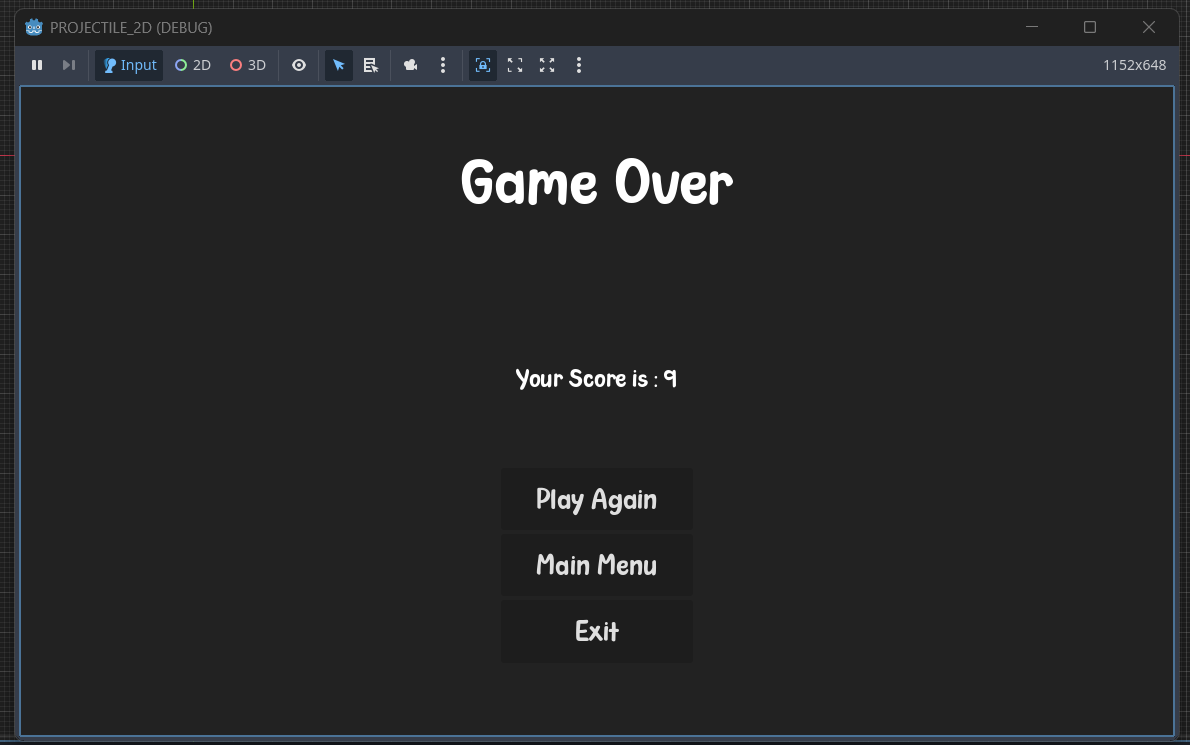 PROJECTILE_2D (DEBUG)
Input 2D 3D 1152x648
Game Over
Your Score is : 9
Play Again
Main Menu
Exit